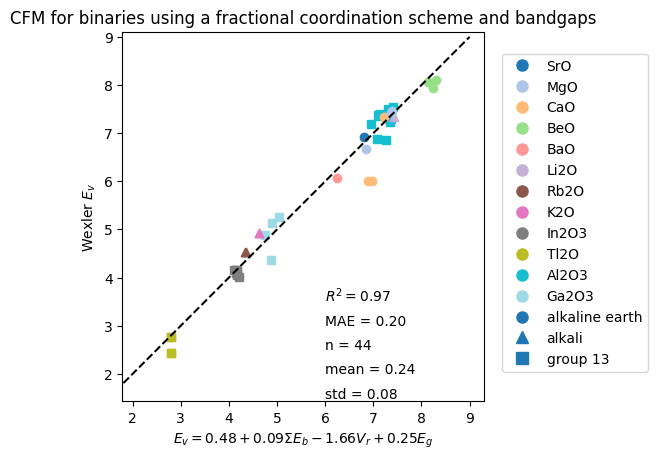 CFM for binaries using a fractional coordination scheme and bandgaps
9
8
7
6
5
4
3
2
Wexler $E_v$
$R^2 = 0.97$
MAE = 0.20
n = 44
mean = 0.24
std = 0.08
2 3 4 5 6 7 8 9
$E_v = 0.48 + 0.09\Sigma E_b - 1.66V_r + 0.25E_g$
SrO
MgO
CaO
BeO
BaO
Li2O
Rb2O
K2O
In2O3
Tl2O
Al2O3
Ga2O3
alkaline earth
alkali
group 13